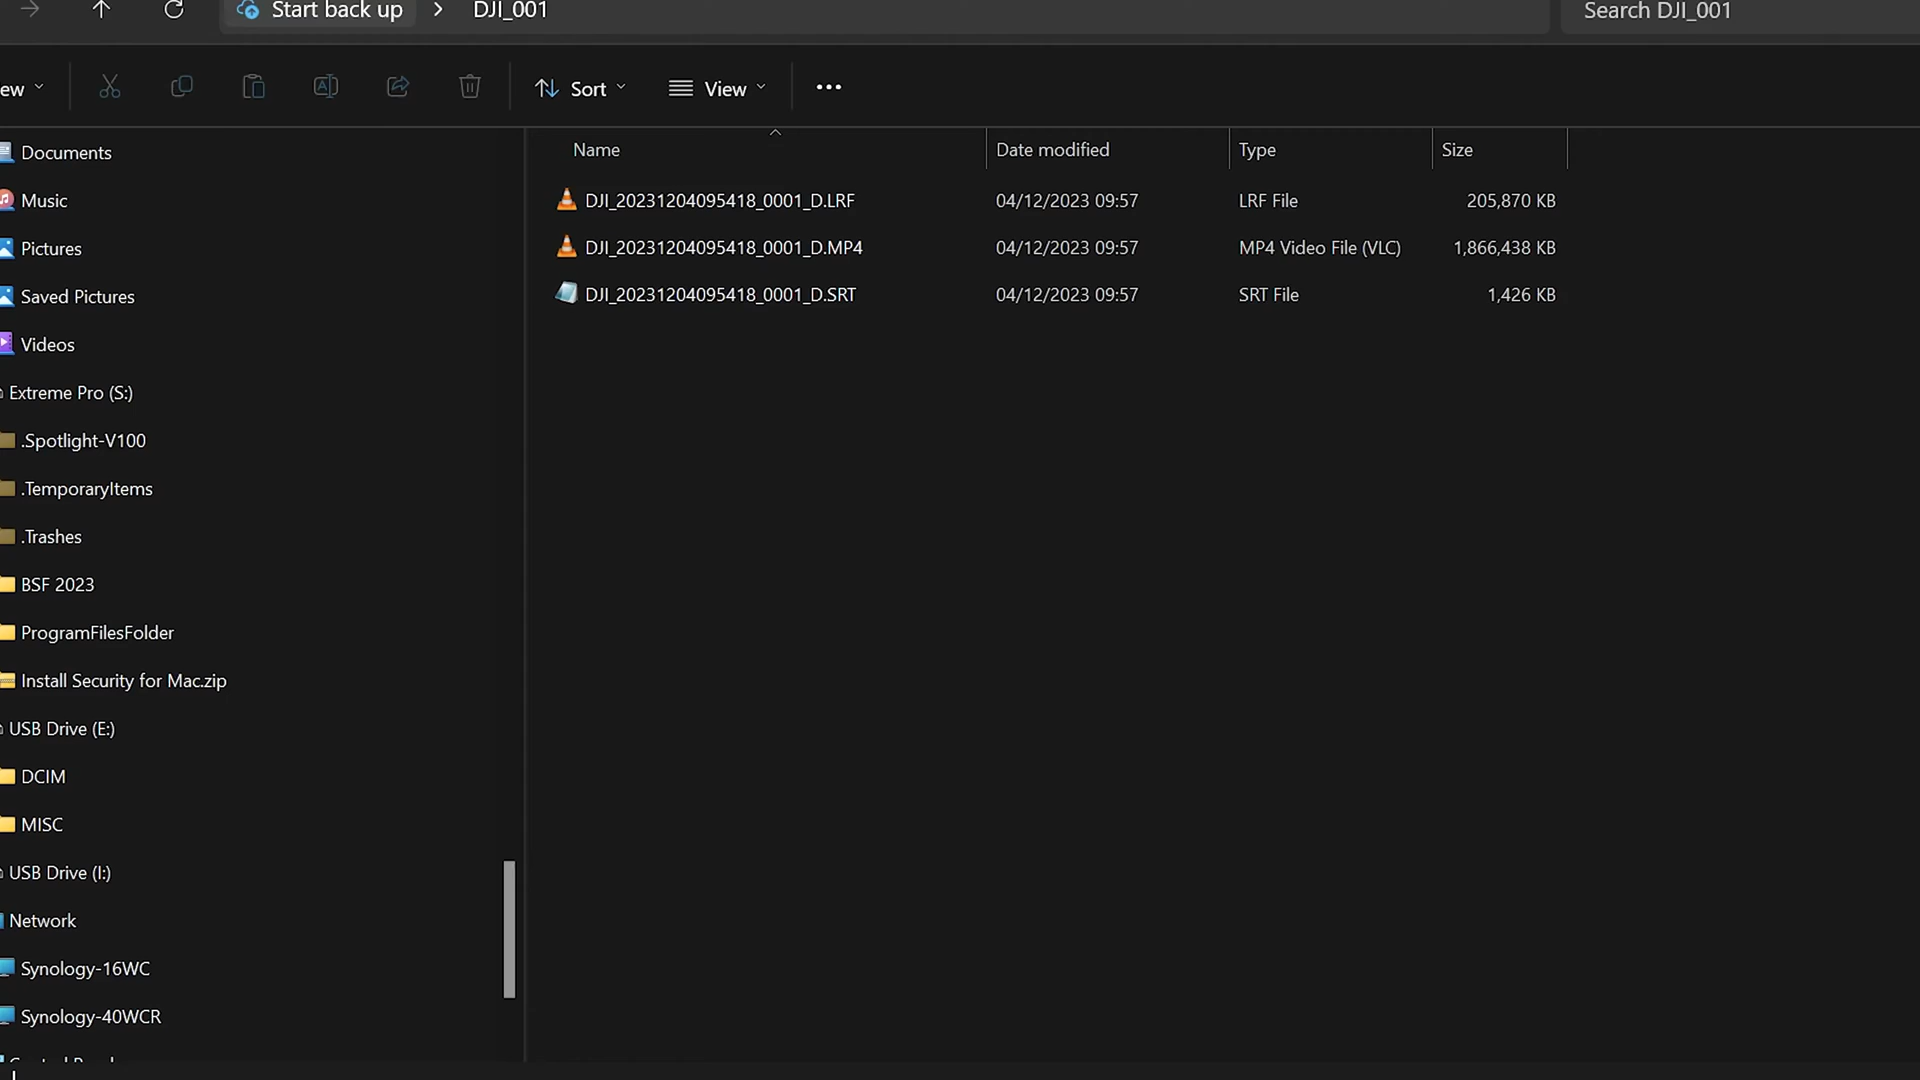 Start back up > DJI_001
Search DJI_001
ew
Sort
View
Name
Date modified
Type
Size
DJI_20231204095418_0001_D.LRF 04/12/2023 09:57 LRF File 205,870 KB
DJI_20231204095418_0001_D.MP4 04/12/2023 09:57 MP4 Video File (VLC) 1,866,438 KB
DJI_20231204095418_0001_D.SRT 04/12/2023 09:57 SRT File 1,426 KB
Documents
Music
Pictures
Saved Pictures
Videos
Extreme Pro (S:)
.Spotlight-V100
.TemporaryItems
.Trashes
BSF 2023
ProgramFilesFolder
Install Security for Mac.zip
USB Drive (E:)
DCIM
MISC
USB Drive (I:)
Network
Synology-16WC
Synology-40WCR